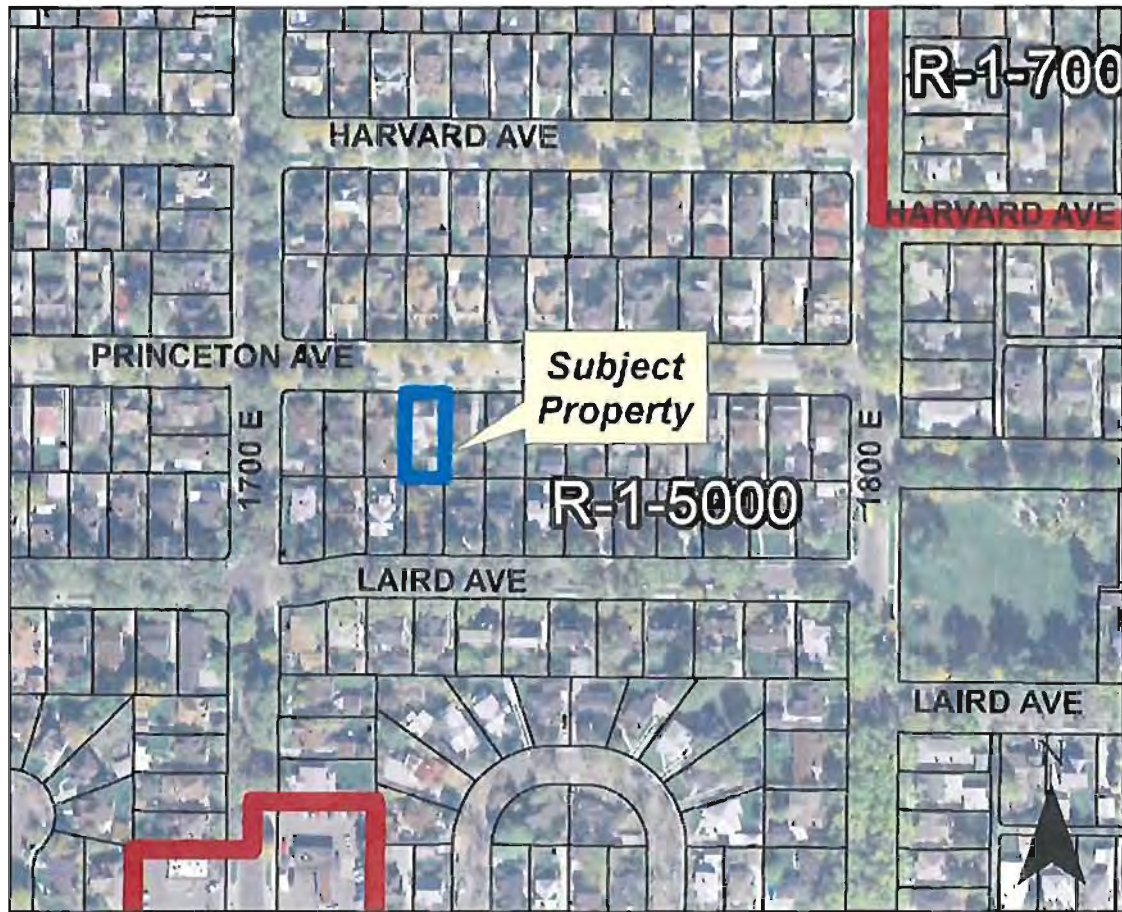 R-1-700
HARVARD AVE
HARVARD AVE
PRINCETON AVE
Subject
Property
1700 E
1800 E
R-1-5000
LAIRD AVE
LAIRD AVE
N